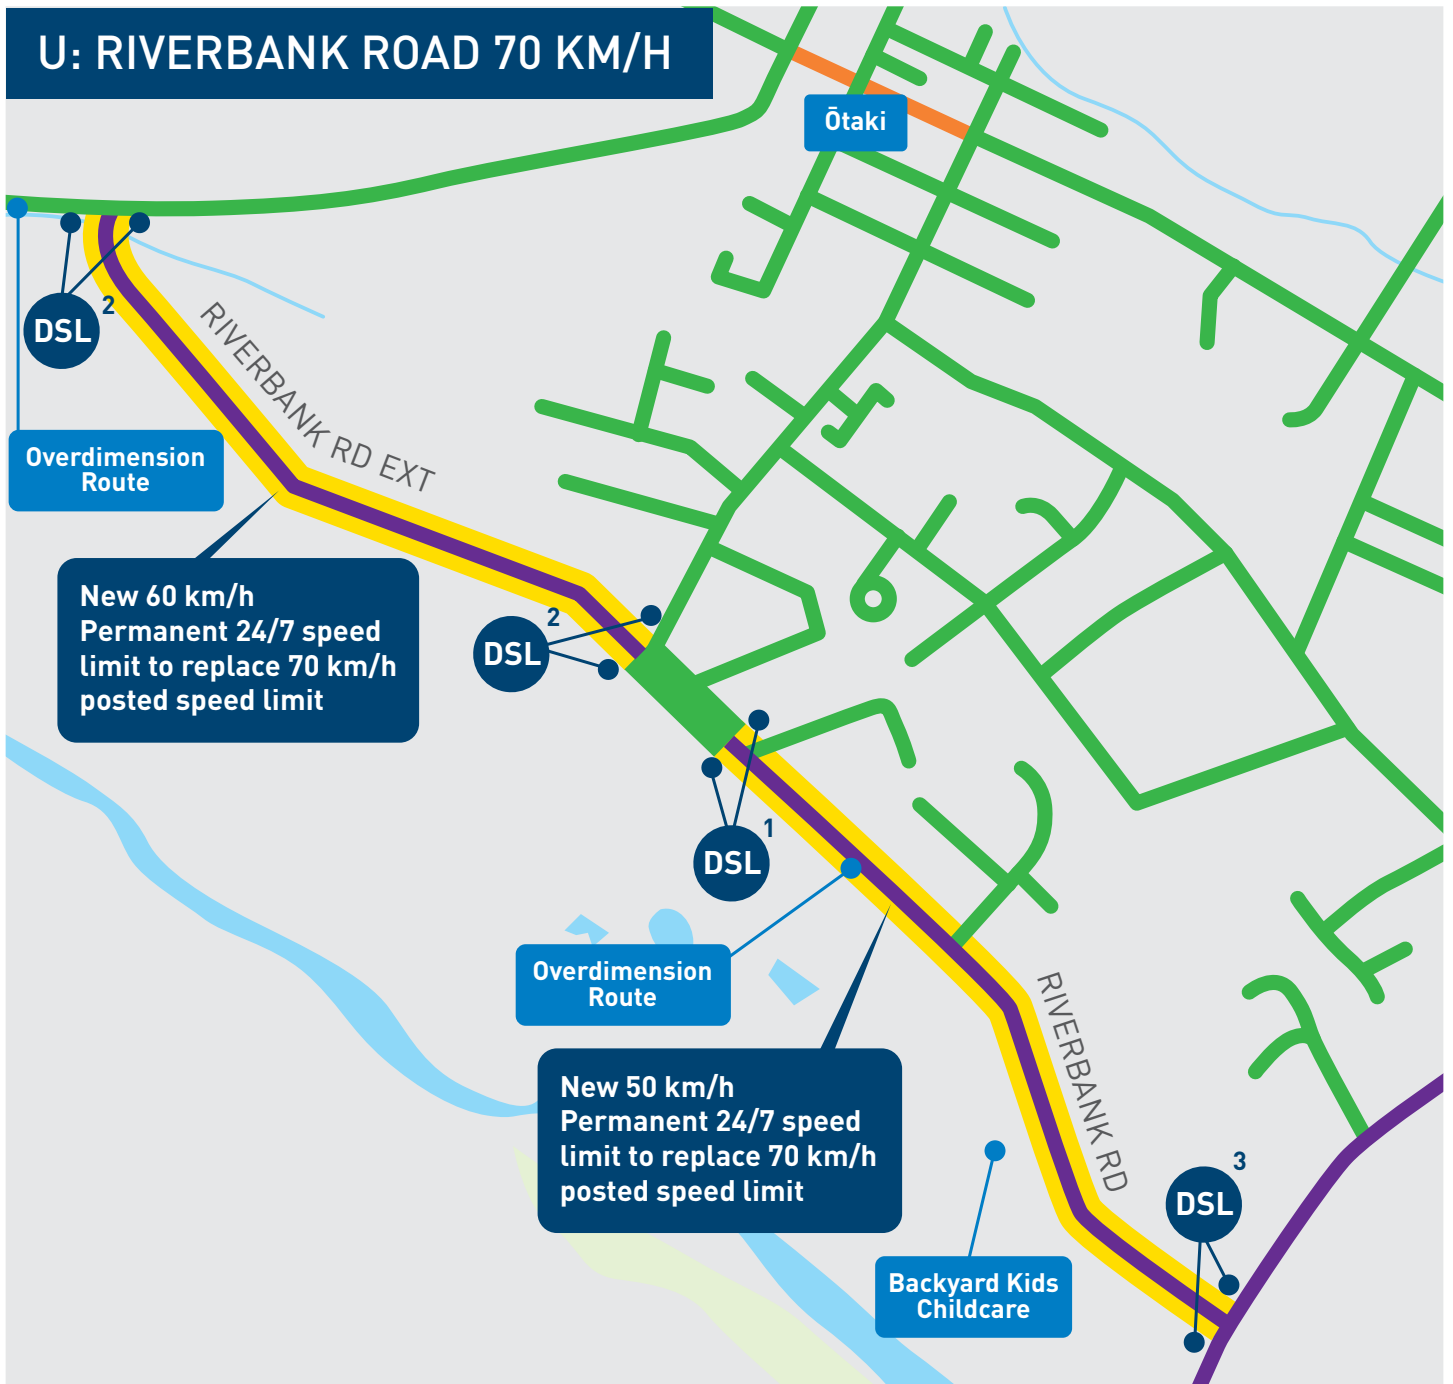 U: RIVERBANK ROAD 70 KM/H
Ōtaki
DSL
2
RIVERBANK RD EXT
Overdimension
Route
New 60 km/h
Permanent 24/7 speed
limit to replace 70 km/h
posted speed limit
DSL
2
DSL
1
Overdimension
Route
RIVERBANK RD
New 50 km/h
Permanent 24/7 speed
limit to replace 70 km/h
posted speed limit
DSL
3
Backyard Kids
Childcare